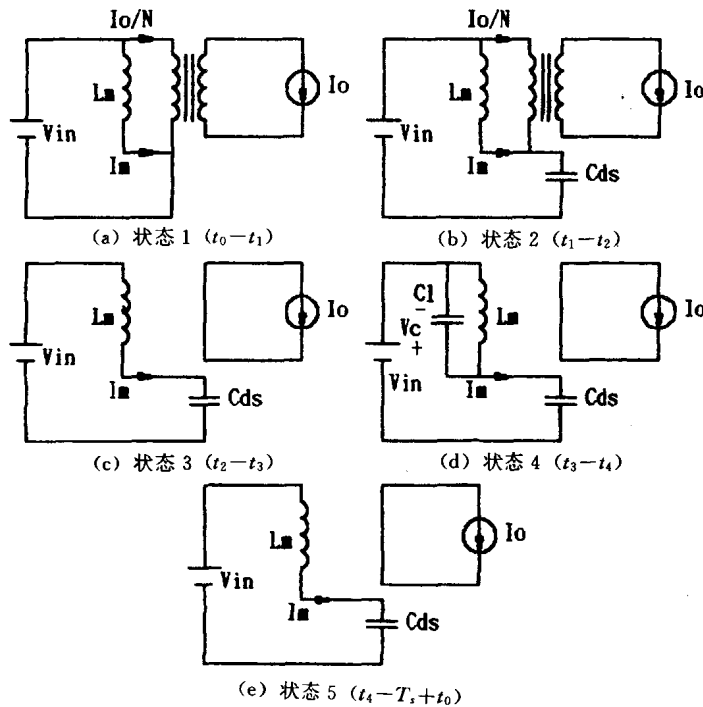 Io/N
Lm
Vin
Im
Io
(a) 状态 1 (t₀—t₁)
Io/N
Lm
Vin
Im
Cds
Io
(b) 状态 2 (t₁—t₂)
Lm
Vin
Im
Cds
Io
(c) 状态 3 (t₂—t₃)
C1
−
Vc
+
Lm
Vin
Im
Cds
Io
(d) 状态 4 (t₃—t₄)
Lm
Vin
Im
Cds
Io
(e) 状态 5 (t₄—Tₛ+t₀)